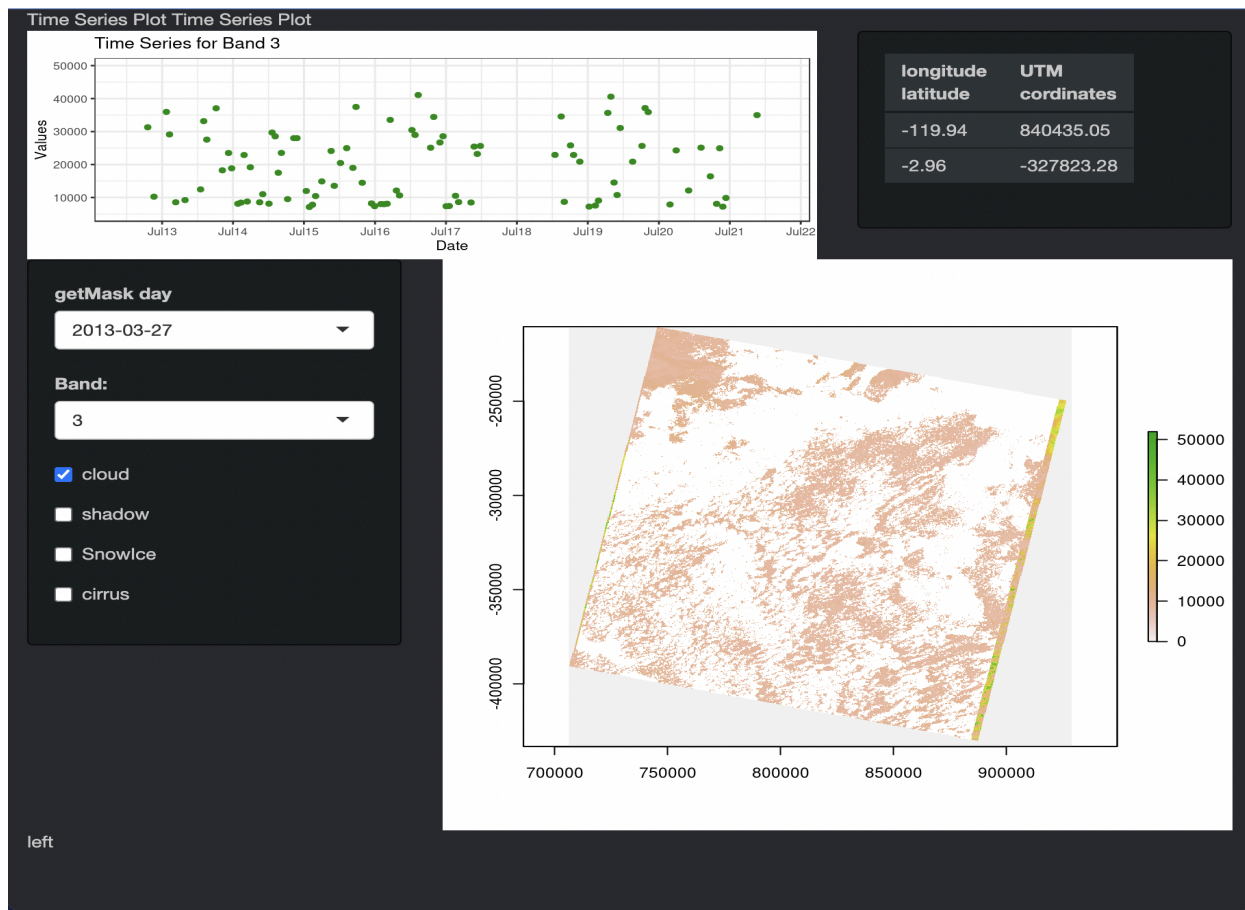 Time Series Plot Time Series Plot
Time Series for Band 3
50000
40000
30000
20000
10000
Values
Jul13 Jul14 Jul15 Jul16 Jul17 Jul18 Jul19 Jul20 Jul21 Jul22
Date
longitude UTM
latitude cordinates
-119.94 840435.05
-2.96 -327823.28
getMask day
2013-03-27
Band:
3
cloud
shadow
SnowIce
cirrus
-250000
-300000
-350000
-400000
700000 750000 800000 850000 900000
50000
40000
30000
20000
10000
0
left